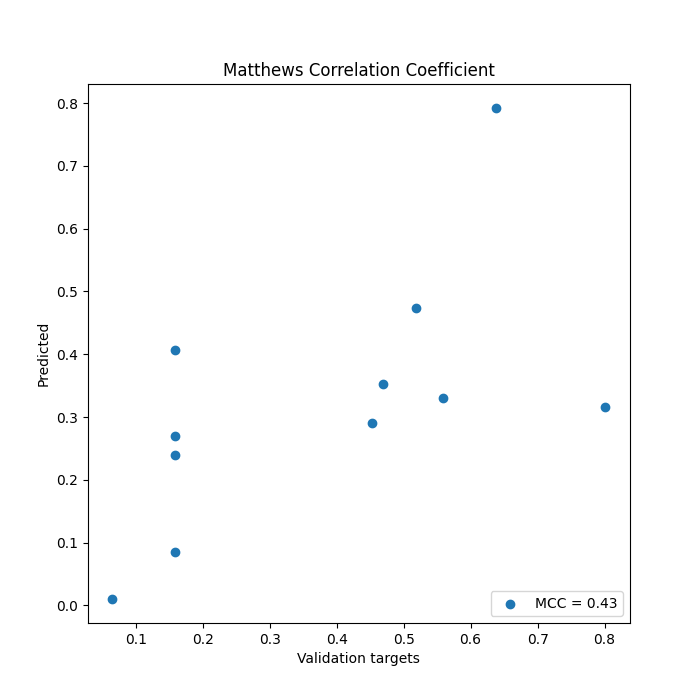 Matthews Correlation Coefficient
0.8
0.7
0.6
0.5
0.4
0.3
0.2
0.1
0.0
Predicted
MCC = 0.43
0.1 0.2 0.3 0.4 0.5 0.6 0.7 0.8
Validation targets